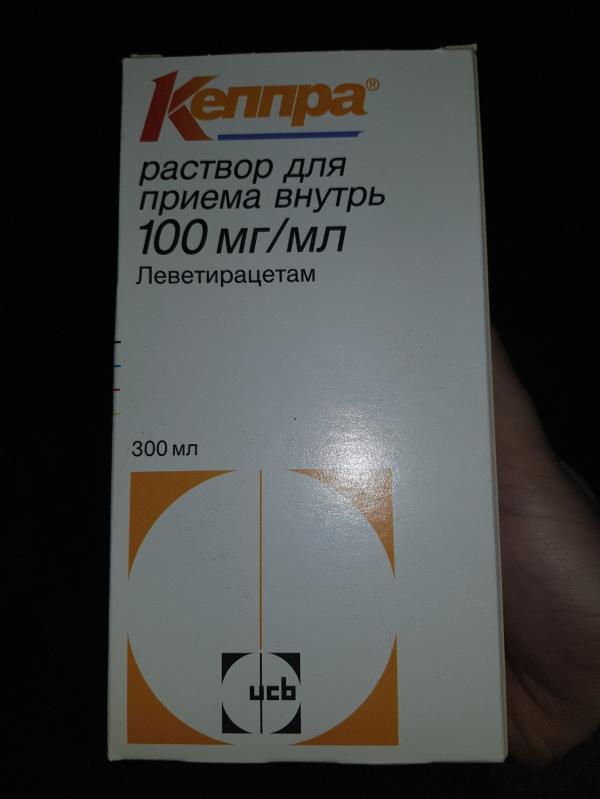 Кеппра®
раствор для
приема внутрь
100 мг/мл
Леветирацетам
300 мл
ucb